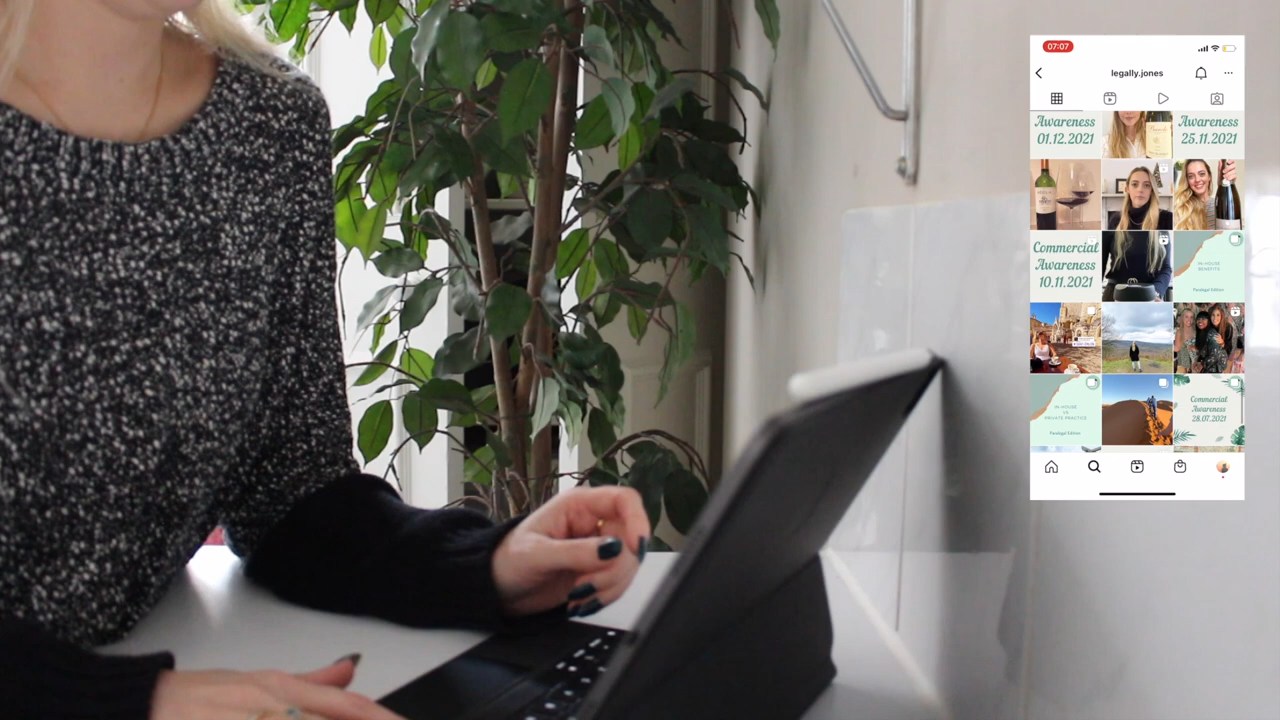 07:07
legally.jones
Awareness
01.12.2021
Awareness
25.11.2021
Commercial
Awareness
10.11.2021
IN-HOUSE
BENEFITS
Paralegal Edition
IN-HOUSE
VS
PRIVATE PRACTICE
Paralegal Edition
Commercial
Awareness
28.07.2021